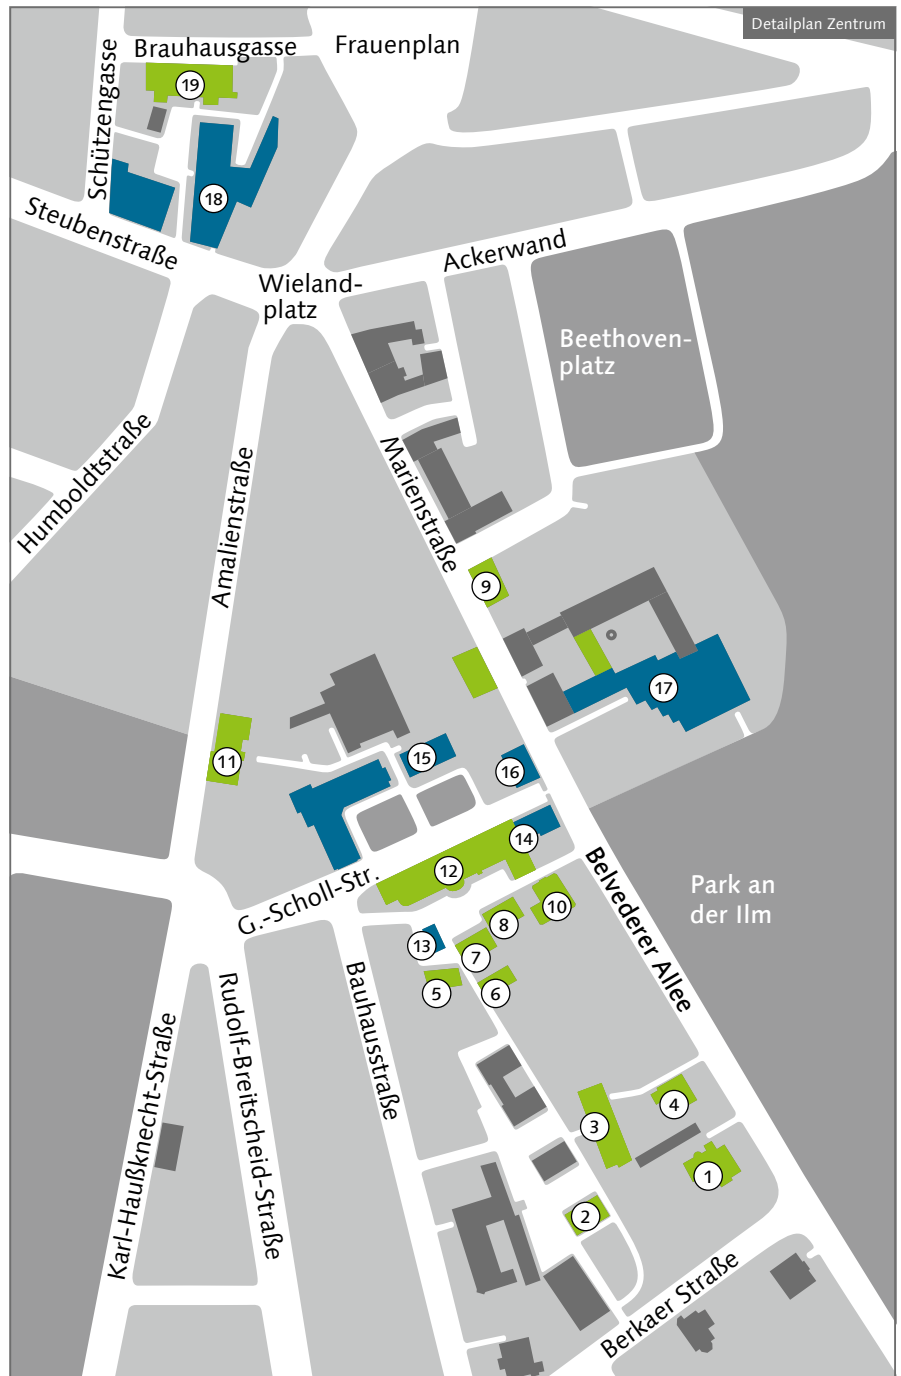 Detailplan Zentrum
Brauhausgasse
Frauenplan
Schützengasse
19
18
Steubenstraße
Ackerwand
Wieland-
platz
Beethoven-
platz
Humboldtstraße
Amalienstraße
Marienstraße
9
17
11
15
16
14
12
G.-Scholl-Str.
Belvederer Allee
Park an
der Ilm
10
8
13
7
5
6
Bauhausstraße
Rudolf-Breitscheid-Straße
Karl-Haußknecht-Straße
4
3
1
2
Berkaer Straße